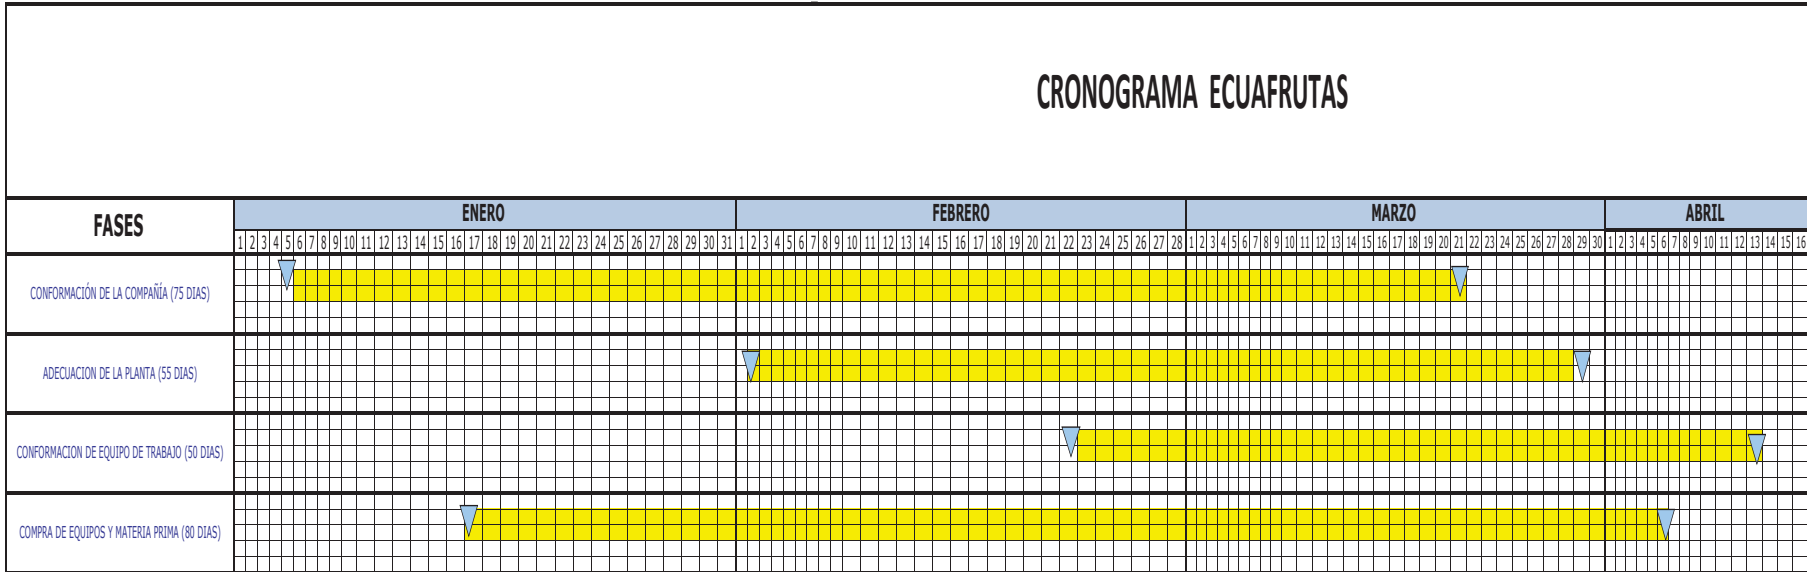 CRONOGRAMA ECUAFRUTAS
FASES
ENERO FEBRERO MARZO ABRIL
1 2 3 4 5 6 7 8 9 10 11 12 13 14 15 16 17 18 19 20 21 22 23 24 25 26 27 28 29 30 31 1 2 3 4 5 6 7 8 9 10 11 12 13 14 15 16 17 18 19 20 21 22 23 24 25 26 27 28 1 2 3 4 5 6 7 8 9 10 11 12 13 14 15 16 17 18 19 20 21 22 23 24 25 26 27 28 29 30 1 2 3 4 5 6 7 8 9 10 11 12 13 14 15 16
CONFORMACIÓN DE LA COMPAÑÍA (75 DIAS)
ADECUACION DE LA PLANTA (55 DIAS)
CONFORMACION DE EQUIPO DE TRABAJO (50 DIAS)
COMPRA DE EQUIPOS Y MATERIA PRIMA (80 DIAS)